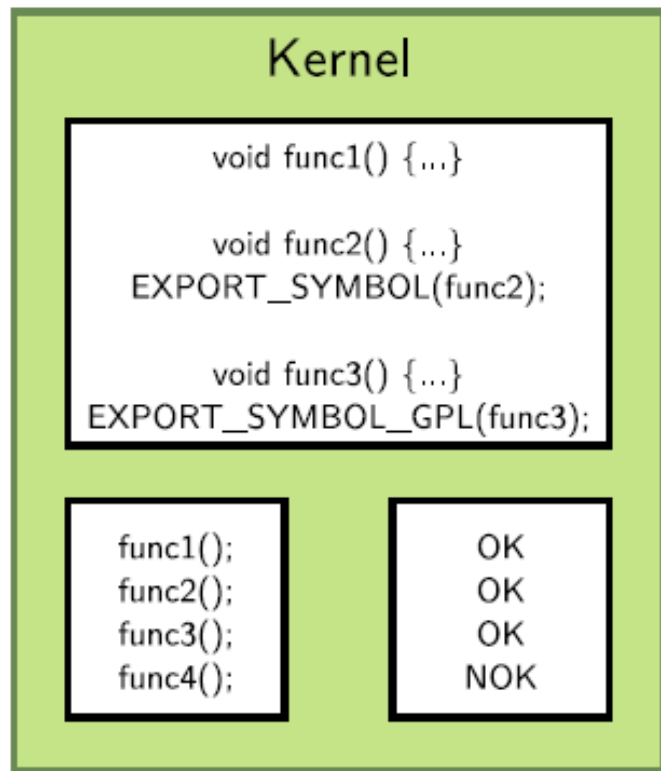 Kernel
void func1() {...}
void func2() {...}
EXPORT_SYMBOL(func2);
void func3() {...}
EXPORT_SYMBOL_GPL(func3);
func1();
func2();
func3();
func4();
OK
OK
OK
NOK